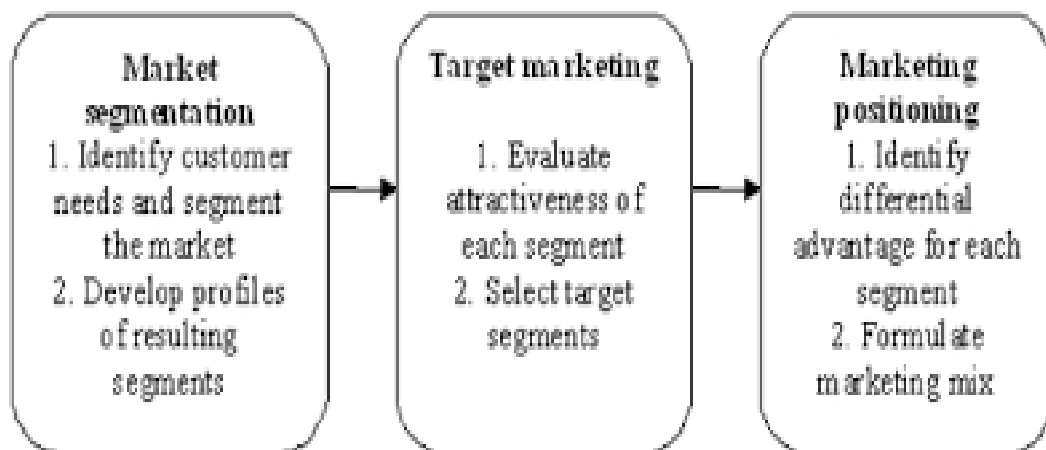 Market
segmentation
1. Identify customer
needs and segment
the market
2. Develop profiles
of resulting
segments
Target marketing
1. Evaluate
attractiveness of
each segment
2. Select target
segments
Marketing
positioning
1. Identify
differential
advantage for each
segment
2. Formulate
marketing mix